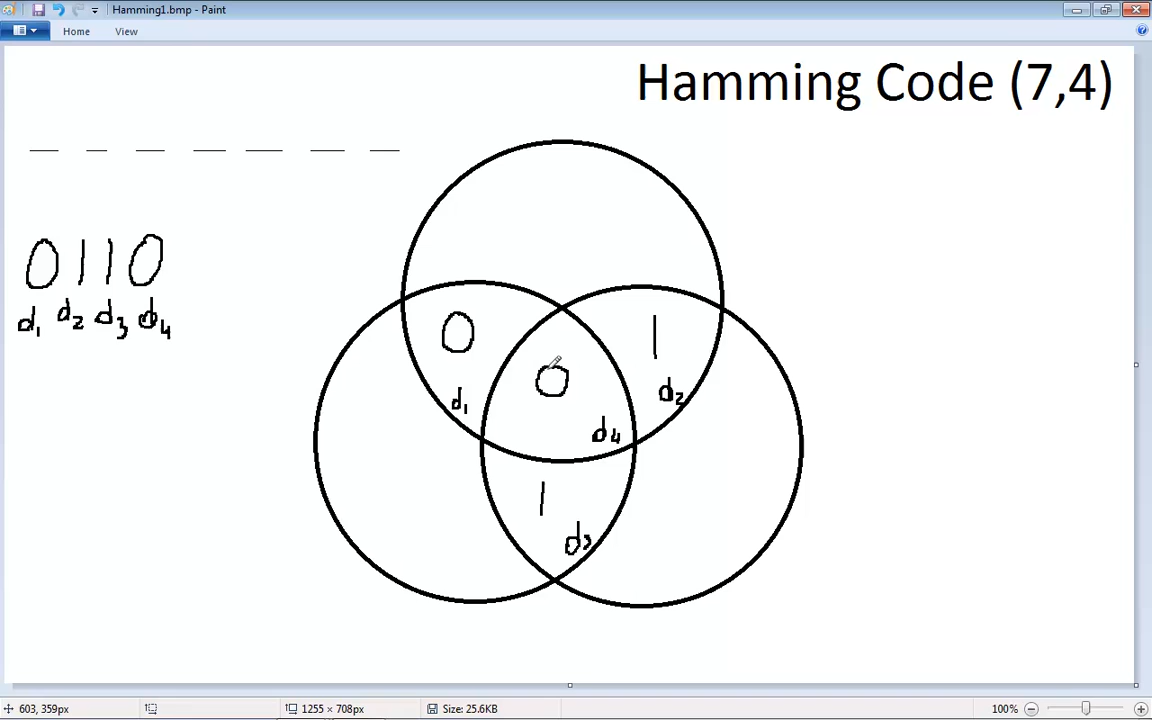 Hamming1.bmp - Paint
Home View
Hamming Code (7,4)
0110
d1 d2 d3 d4
0
1
0
d1
d2
d4
1
d3
603, 359px
1255 × 708px
Size: 25.6KB
100%